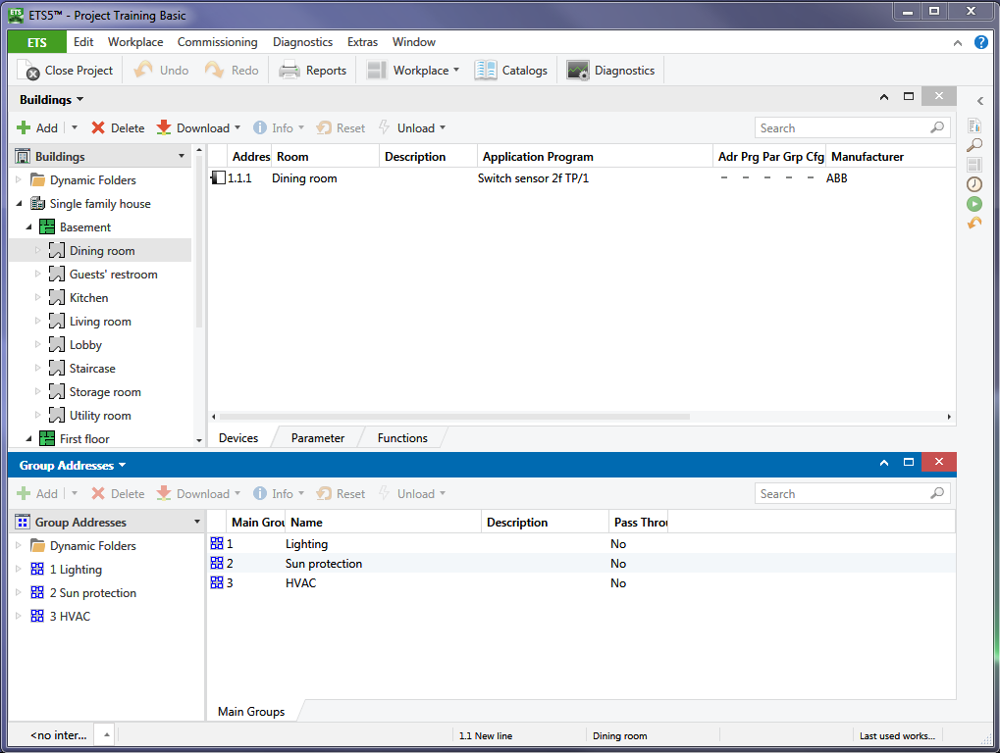 ETS ETS5™ - Project Training Basic
ETS Edit Workplace Commissioning Diagnostics Extras Window ?
Close Project Undo Redo Reports Workplace Catalogs Diagnostics
Buildings
Add Delete Download Info Reset Unload Search
Buildings
Dynamic Folders
Single family house
Basement
Dining room
Guests' restroom
Kitchen
Living room
Lobby
Staircase
Storage room
Utility room
First floor
Addres Room Description Application Program Adr Prg Par Grp Cfg Manufacturer
1.1.1 Dining room Switch sensor 2f TP/1 – – – – – ABB
Devices Parameter Functions
Group Addresses
Add Delete Download Info Reset Unload Search
Group Addresses
Dynamic Folders
1 Lighting
2 Sun protection
3 HVAC
Main Grou Name Description Pass Throu
1 Lighting No
2 Sun protection No
3 HVAC No
Main Groups
<no inter... 1.1 New line Dining room Last used works...